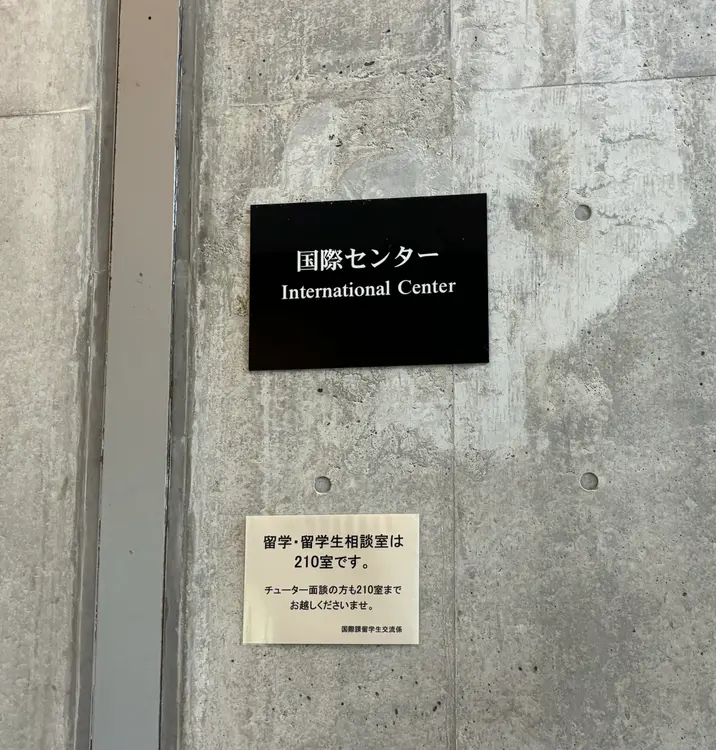 国際センター
International Center
留学・留学生相談室は
210室です。
チューター面談の方も210室まで
お越しくださいませ。
国際課留学生交流係